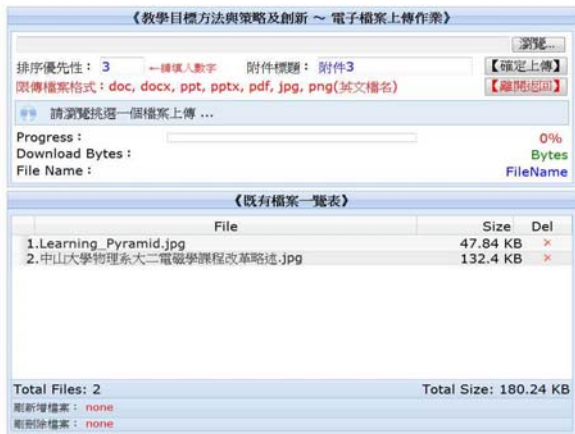 《教學目標方法與策略及創新 ~ 電子檔案上傳作業》
瀏覽...
排序優先性： 3 ←請填入數字 附件標題： 附件3 【確定上傳】
限傳檔案格式：doc, docx, ppt, pptx, pdf, jpg, png(英文檔名) 【離開返回】
請瀏覽挑選一個檔案上傳 ...
Progress： 0%
Download Bytes： Bytes
File Name： FileName
《既有檔案一覽表》
File Size Del
1.Learning_Pyramid.jpg 47.84 KB ×
2.中山大學物理系大二電磁學課程改革略述.jpg 132.4 KB ×
Total Files: 2 Total Size: 180.24 KB
剛新增檔案： none
剛刪除檔案： none